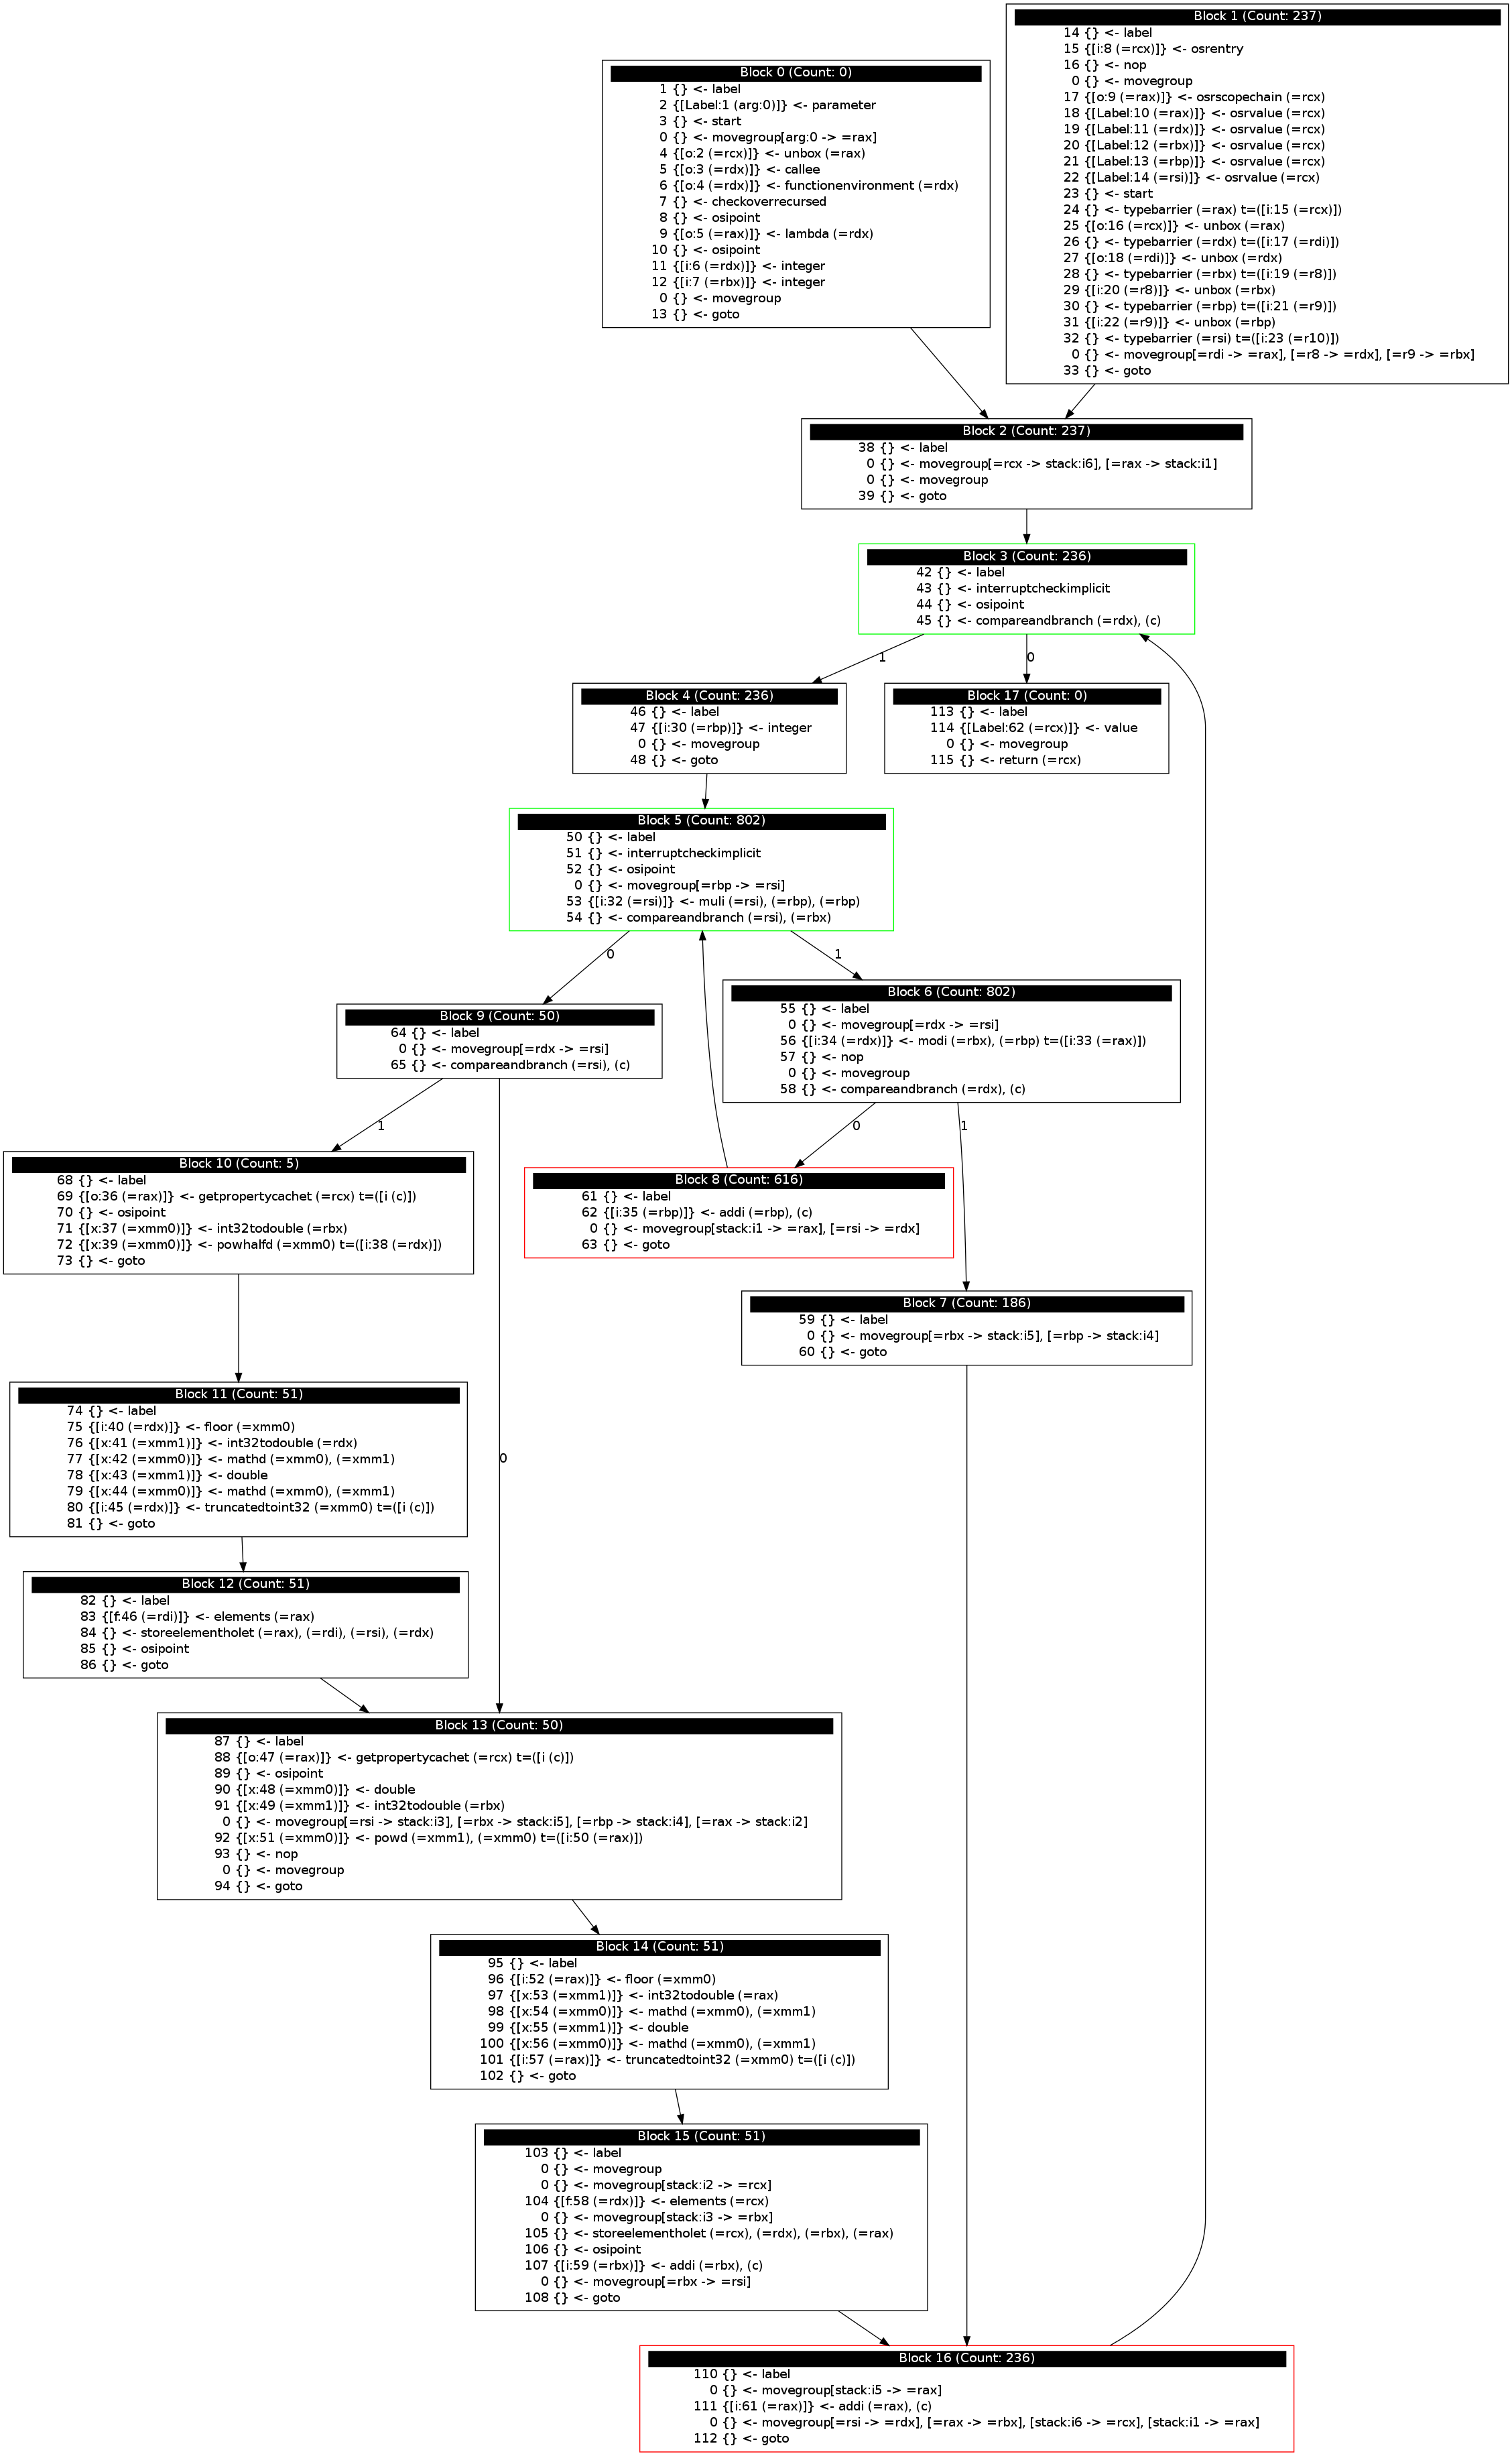 Block 0 (Count: 0)
1 {} <- label
2 {[Label:1 (arg:0)]} <- parameter
3 {} <- start
0 {} <- movegroup[arg:0 -> =rax]
4 {[o:2 (=rcx)]} <- unbox (=rax)
5 {[o:3 (=rdx)]} <- callee
6 {[o:4 (=rdx)]} <- functionenvironment (=rdx)
7 {} <- checkoverrecursed
8 {} <- osipoint
9 {[o:5 (=rax)]} <- lambda (=rdx)
10 {} <- osipoint
11 {[i:6 (=rdx)]} <- integer
12 {[i:7 (=rbx)]} <- integer
0 {} <- movegroup
13 {} <- goto
Block 1 (Count: 237)
14 {} <- label
15 {[i:8 (=rcx)]} <- osrentry
16 {} <- nop
0 {} <- movegroup
17 {[o:9 (=rax)]} <- osrscopechain (=rcx)
18 {[Label:10 (=rax)]} <- osrvalue (=rcx)
19 {[Label:11 (=rdx)]} <- osrvalue (=rcx)
20 {[Label:12 (=rbx)]} <- osrvalue (=rcx)
21 {[Label:13 (=rbp)]} <- osrvalue (=rcx)
22 {[Label:14 (=rsi)]} <- osrvalue (=rcx)
23 {} <- start
24 {} <- typebarrier (=rax) t=([i:15 (=rcx)])
25 {[o:16 (=rcx)]} <- unbox (=rax)
26 {} <- typebarrier (=rdx) t=([i:17 (=rdi)])
27 {[o:18 (=rdi)]} <- unbox (=rdx)
28 {} <- typebarrier (=rbx) t=([i:19 (=r8)])
29 {[i:20 (=r8)]} <- unbox (=rbx)
30 {} <- typebarrier (=rbp) t=([i:21 (=r9)])
31 {[i:22 (=r9)]} <- unbox (=rbp)
32 {} <- typebarrier (=rsi) t=([i:23 (=r10)])
0 {} <- movegroup[=rdi -> =rax], [=r8 -> =rdx], [=r9 -> =rbx]
33 {} <- goto
Block 2 (Count: 237)
38 {} <- label
0 {} <- movegroup[=rcx -> stack:i6], [=rax -> stack:i1]
0 {} <- movegroup
39 {} <- goto
Block 3 (Count: 236)
42 {} <- label
43 {} <- interruptcheckimplicit
44 {} <- osipoint
45 {} <- compareandbranch (=rdx), (c)
1
0
Block 4 (Count: 236)
46 {} <- label
47 {[i:30 (=rbp)]} <- integer
0 {} <- movegroup
48 {} <- goto
Block 17 (Count: 0)
113 {} <- label
114 {[Label:62 (=rcx)]} <- value
0 {} <- movegroup
115 {} <- return (=rcx)
Block 5 (Count: 802)
50 {} <- label
51 {} <- interruptcheckimplicit
52 {} <- osipoint
0 {} <- movegroup[=rbp -> =rsi]
53 {[i:32 (=rsi)]} <- muli (=rsi), (=rbp), (=rbp)
54 {} <- compareandbranch (=rsi), (=rbx)
0
1
Block 9 (Count: 50)
64 {} <- label
0 {} <- movegroup[=rdx -> =rsi]
65 {} <- compareandbranch (=rsi), (c)
Block 6 (Count: 802)
55 {} <- label
0 {} <- movegroup[=rdx -> =rsi]
56 {[i:34 (=rdx)]} <- modi (=rbx), (=rbp) t=([i:33 (=rax)])
57 {} <- nop
0 {} <- movegroup
58 {} <- compareandbranch (=rdx), (c)
1
0
1
Block 10 (Count: 5)
68 {} <- label
69 {[o:36 (=rax)]} <- getpropertycachet (=rcx) t=([i (c)])
70 {} <- osipoint
71 {[x:37 (=xmm0)]} <- int32todouble (=rbx)
72 {[x:39 (=xmm0)]} <- powhalfd (=xmm0) t=([i:38 (=rdx)])
73 {} <- goto
Block 8 (Count: 616)
61 {} <- label
62 {[i:35 (=rbp)]} <- addi (=rbp), (c)
0 {} <- movegroup[stack:i1 -> =rax], [=rsi -> =rdx]
63 {} <- goto
Block 7 (Count: 186)
59 {} <- label
0 {} <- movegroup[=rbx -> stack:i5], [=rbp -> stack:i4]
60 {} <- goto
Block 11 (Count: 51)
74 {} <- label
75 {[i:40 (=rdx)]} <- floor (=xmm0)
76 {[x:41 (=xmm1)]} <- int32todouble (=rdx)
77 {[x:42 (=xmm0)]} <- mathd (=xmm0), (=xmm1)
78 {[x:43 (=xmm1)]} <- double
79 {[x:44 (=xmm0)]} <- mathd (=xmm0), (=xmm1)
80 {[i:45 (=rdx)]} <- truncatedtoint32 (=xmm0) t=([i (c)])
81 {} <- goto
0
Block 12 (Count: 51)
82 {} <- label
83 {[f:46 (=rdi)]} <- elements (=rax)
84 {} <- storeelementholet (=rax), (=rdi), (=rsi), (=rdx)
85 {} <- osipoint
86 {} <- goto
Block 13 (Count: 50)
87 {} <- label
88 {[o:47 (=rax)]} <- getpropertycachet (=rcx) t=([i (c)])
89 {} <- osipoint
90 {[x:48 (=xmm0)]} <- double
91 {[x:49 (=xmm1)]} <- int32todouble (=rbx)
0 {} <- movegroup[=rsi -> stack:i3], [=rbx -> stack:i5], [=rbp -> stack:i4], [=rax -> stack:i2]
92 {[x:51 (=xmm0)]} <- powd (=xmm1), (=xmm0) t=([i:50 (=rax)])
93 {} <- nop
0 {} <- movegroup
94 {} <- goto
Block 14 (Count: 51)
95 {} <- label
96 {[i:52 (=rax)]} <- floor (=xmm0)
97 {[x:53 (=xmm1)]} <- int32todouble (=rax)
98 {[x:54 (=xmm0)]} <- mathd (=xmm0), (=xmm1)
99 {[x:55 (=xmm1)]} <- double
100 {[x:56 (=xmm0)]} <- mathd (=xmm0), (=xmm1)
101 {[i:57 (=rax)]} <- truncatedtoint32 (=xmm0) t=([i (c)])
102 {} <- goto
Block 15 (Count: 51)
103 {} <- label
0 {} <- movegroup
0 {} <- movegroup[stack:i2 -> =rcx]
104 {[f:58 (=rdx)]} <- elements (=rcx)
0 {} <- movegroup[stack:i3 -> =rbx]
105 {} <- storeelementholet (=rcx), (=rdx), (=rbx), (=rax)
106 {} <- osipoint
107 {[i:59 (=rbx)]} <- addi (=rbx), (c)
0 {} <- movegroup[=rbx -> =rsi]
108 {} <- goto
Block 16 (Count: 236)
110 {} <- label
0 {} <- movegroup[stack:i5 -> =rax]
111 {[i:61 (=rax)]} <- addi (=rax), (c)
0 {} <- movegroup[=rsi -> =rdx], [=rax -> =rbx], [stack:i6 -> =rcx], [stack:i1 -> =rax]
112 {} <- goto